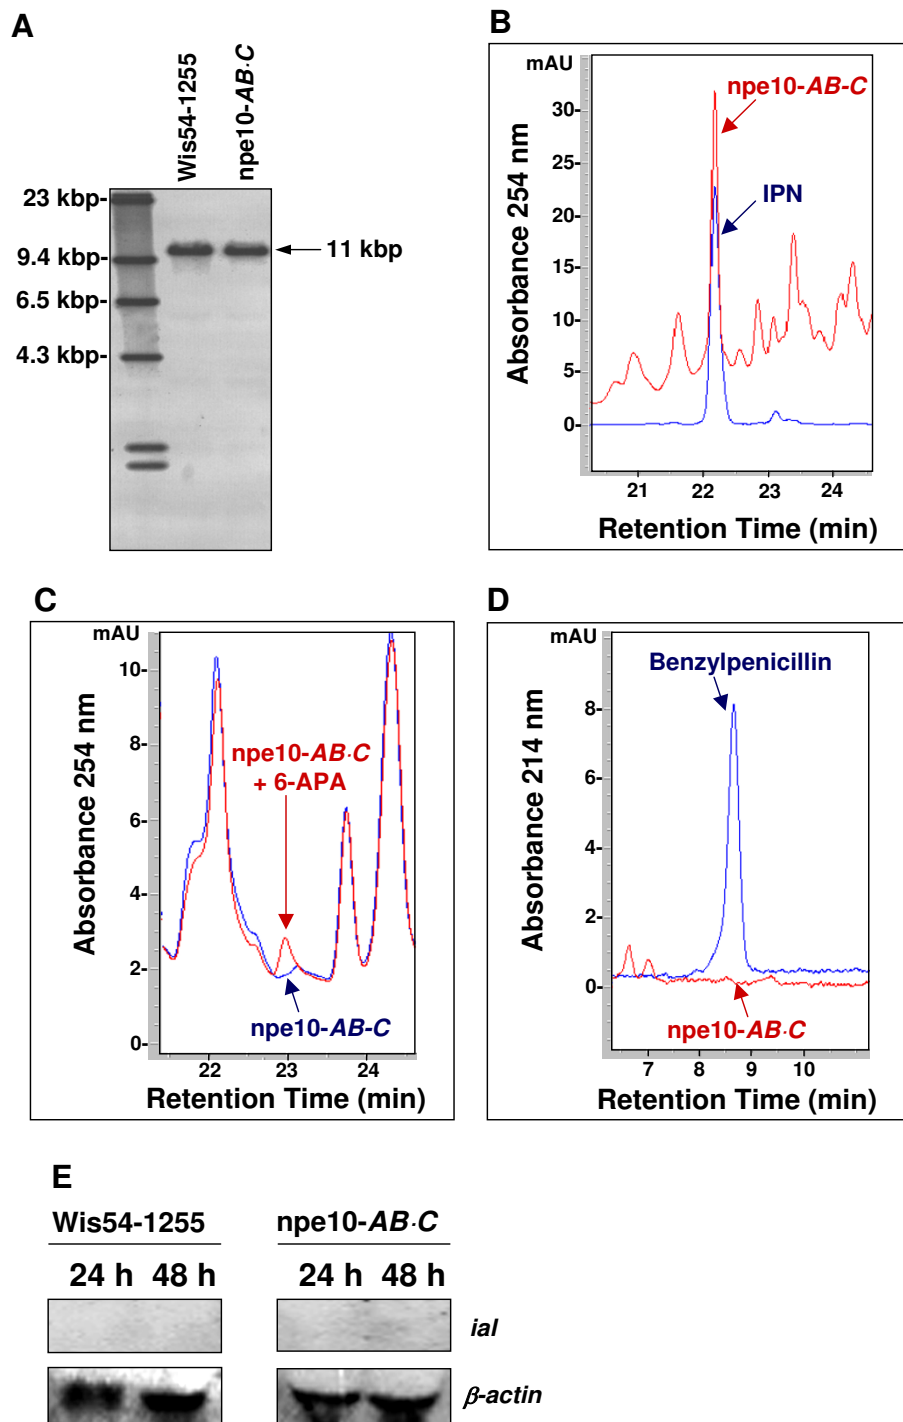 A
Wis54-1255
npe10-AB·C
23 kbp-
9.4 kbp-
6.5 kbp-
4.3 kbp-
11 kbp
B
mAU
npe10-AB-C
IPN
30-
25-
20-
15-
10-
5-
0-
Absorbance 254 nm
21 22 23 24
Retention Time (min)
C
mAU
10-
8-
6-
4-
2-
0-
Absorbance 254 nm
npe10-AB·C
+ 6-APA
npe10-AB-C
22 23 24
Retention Time (min)
D
mAU
Benzylpenicillin
8-
6-
4-
2-
0-
Absorbance 214 nm
npe10-AB·C
7 8 9 10
Retention Time (min)
E
Wis54-1255 npe10-AB·C
24 h 48 h 24 h 48 h
ial
β-actin